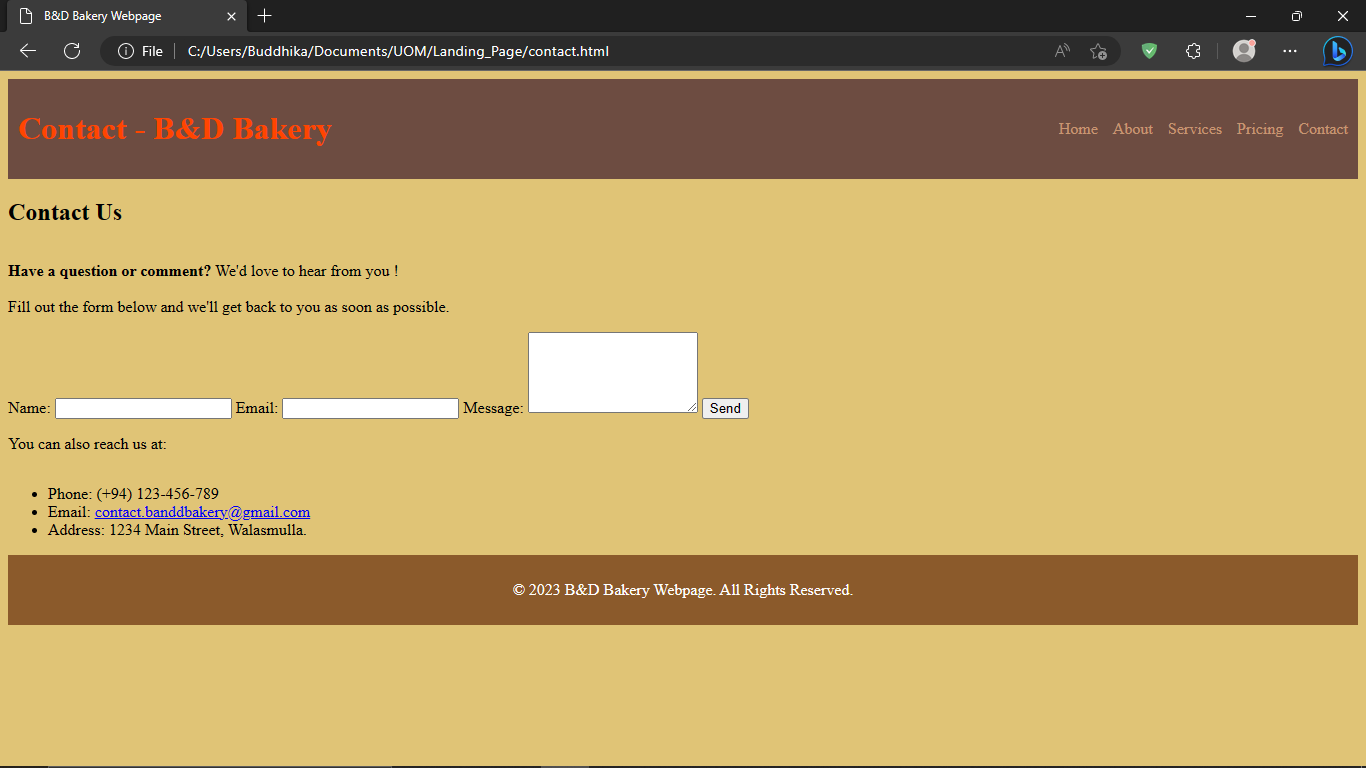 B&D Bakery Webpage
File C:/Users/Buddhika/Documents/UOM/Landing_Page/contact.html
Contact - B&D Bakery
Home About Services Pricing Contact
Contact Us
Have a question or comment? We'd love to hear from you !
Fill out the form below and we'll get back to you as soon as possible.
Name: Email: Message: Send
You can also reach us at:
Phone: (+94) 123-456-789
Email: contact.banddbakery@gmail.com
Address: 1234 Main Street, Walasmulla.
© 2023 B&D Bakery Webpage. All Rights Reserved.